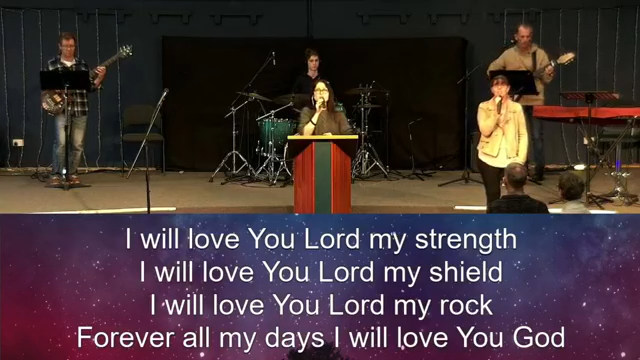 I will love You Lord my strength
I will love You Lord my shield
I will love You Lord my rock
Forever all my days I will love You God